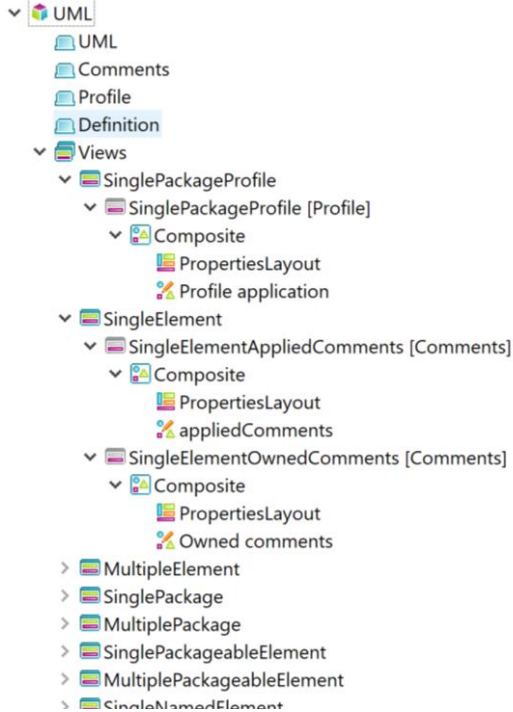 UML
UML
Comments
Profile
Definition
Views
SinglePackageProfile
SinglePackageProfile [Profile]
Composite
PropertiesLayout
Profile application
SingleElement
SingleElementAppliedComments [Comments]
Composite
PropertiesLayout
appliedComments
SingleElementOwnedComments [Comments]
Composite
PropertiesLayout
Owned comments
MultipleElement
SinglePackage
MultiplePackage
SinglePackageableElement
MultiplePackageableElement
SingleNamedElement